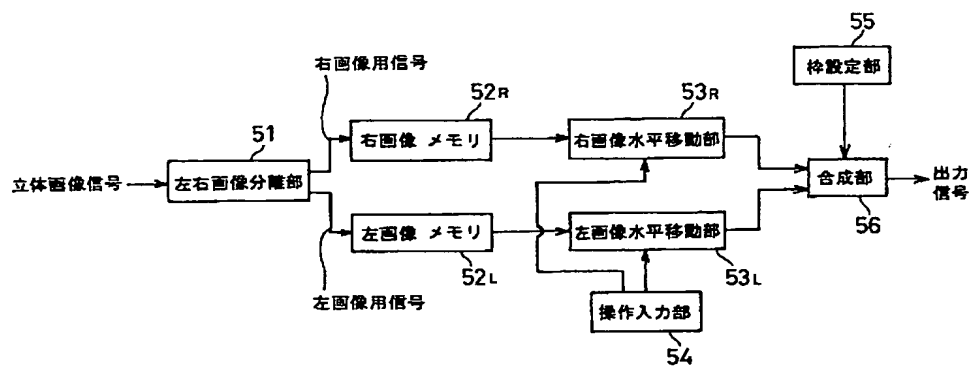 55
枠設定部
右画像用信号
52R
53R
51
右画像 メモリ
右画像水平移動部
立体画像信号
左右画像分離部
合成部
出力
信号
56
左画像 メモリ
左画像水平移動部
52L
53L
左画像用信号
操作入力部
54